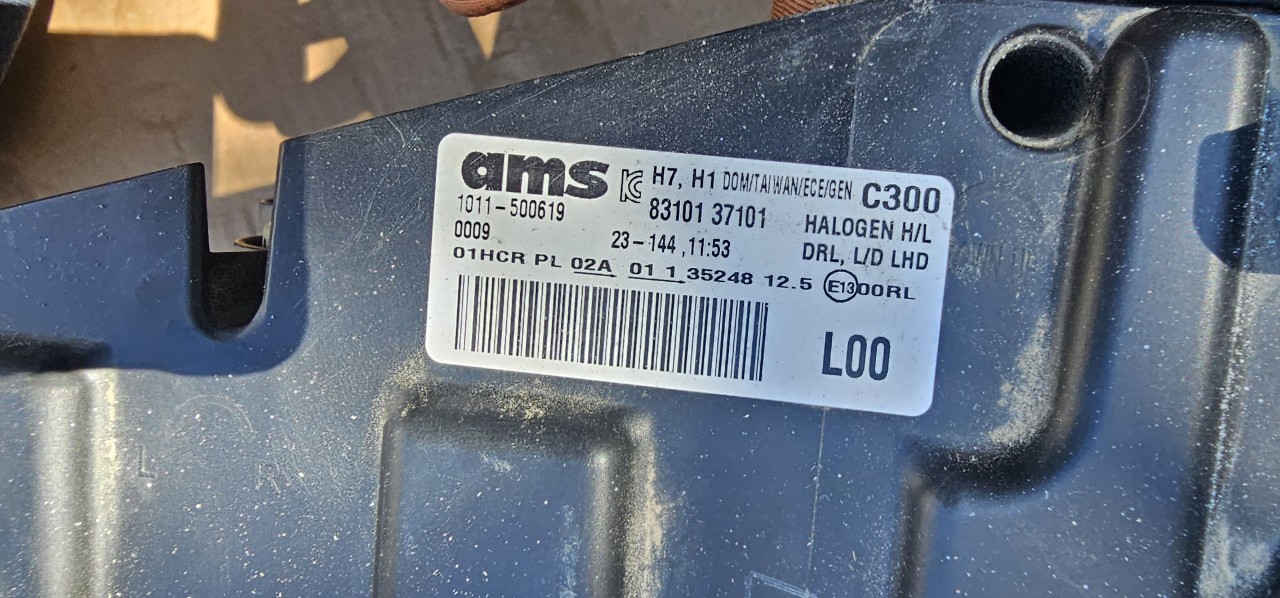 ams H7, H1 DOM/TAIWAN/ECE/GEN C300
1011-500619 83101 37101 HALOGEN H/L
0009 23-144 ,11:53 DRL, L/D LHD
01HCR PL 02A 01 1 35248 12.5 E13 00RL
L00
L